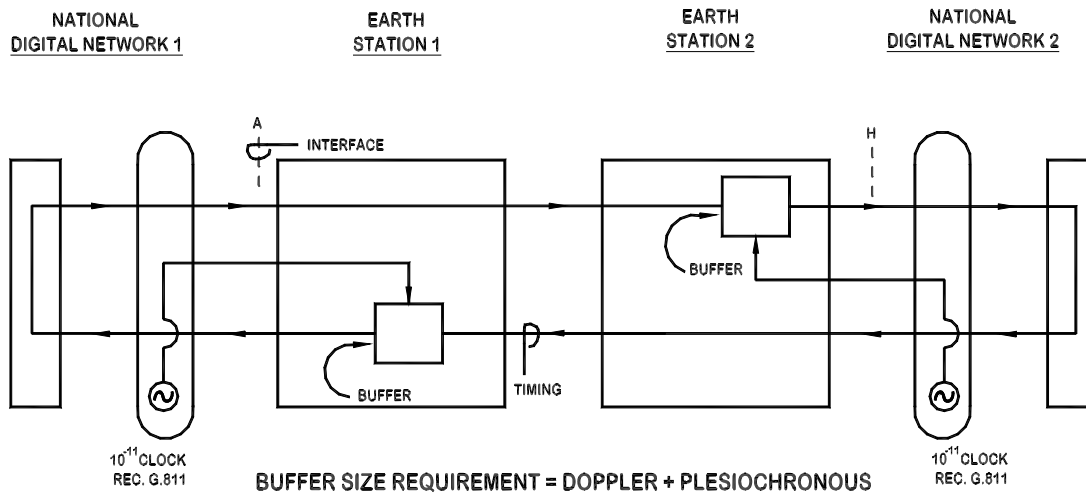 NATIONAL
DIGITAL NETWORK 1
EARTH
STATION 1
EARTH
STATION 2
NATIONAL
DIGITAL NETWORK 2
A
INTERFACE
H
BUFFER
BUFFER
TIMING
10⁻¹¹ CLOCK
REC. G.811
10⁻¹¹ CLOCK
REC. G.811
BUFFER SIZE REQUIREMENT = DOPPLER + PLESIOCHRONOUS